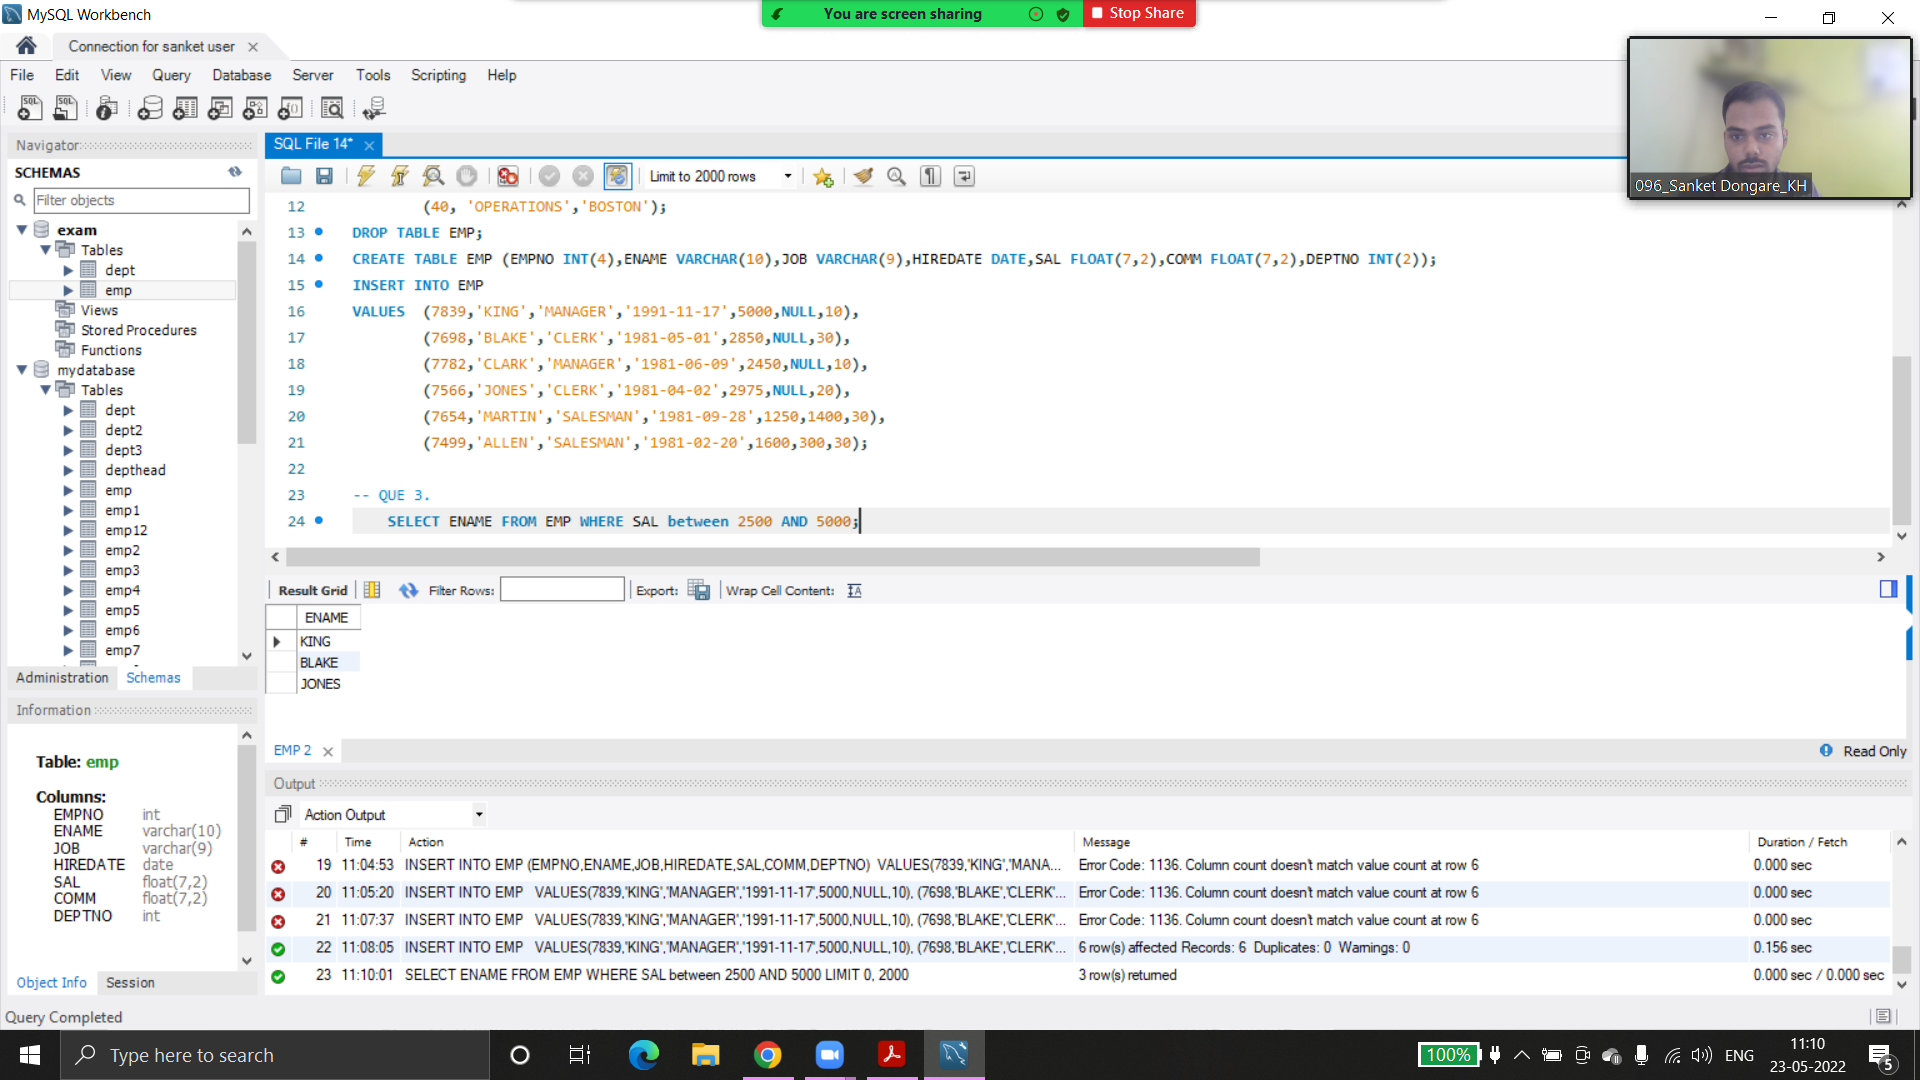 MySQL Workbench
You are screen sharing
Stop Share
Connection for sanket user
File Edit View Query Database Server Tools Scripting Help
Navigator
SCHEMAS
Filter objects
exam
Tables
dept
emp
Views
Stored Procedures
Functions
mydatabase
Tables
dept
dept2
dept3
depthead
emp
emp1
emp12
emp2
emp3
emp4
emp5
emp6
emp7
Administration Schemas
Information
Table: emp
Columns:
EMPNO int
ENAME varchar(10)
JOB varchar(9)
HIREDATE date
SAL float(7,2)
COMM float(7,2)
DEPTNO int
Object Info Session
Query Completed
SQL File 14*
Limit to 2000 rows
096_Sanket Dongare_KH
12 (40, 'OPERATIONS','BOSTON');
13 DROP TABLE EMP;
14 CREATE TABLE EMP (EMPNO INT(4),ENAME VARCHAR(10),JOB VARCHAR(9),HIREDATE DATE,SAL FLOAT(7,2),COMM FLOAT(7,2),DEPTNO INT(2));
15 INSERT INTO EMP
16 VALUES (7839,'KING','MANAGER','1991-11-17',5000,NULL,10),
17 (7698,'BLAKE','CLERK','1981-05-01',2850,NULL,30),
18 (7782,'CLARK','MANAGER','1981-06-09',2450,NULL,10),
19 (7566,'JONES','CLERK','1981-04-02',2975,NULL,20),
20 (7654,'MARTIN','SALESMAN','1981-09-28',1250,1400,30),
21 (7499,'ALLEN','SALESMAN','1981-02-20',1600,300,30);
22
23 -- QUE 3.
24 SELECT ENAME FROM EMP WHERE SAL between 2500 AND 5000;
Result Grid Filter Rows: Export: Wrap Cell Content:
ENAME
KING
BLAKE
JONES
EMP 2
Read Only
Output
Action Output
# Time Action Message Duration / Fetch
19 11:04:53 INSERT INTO EMP (EMPNO,ENAME,JOB,HIREDATE,SAL,COMM,DEPTNO) VALUES(7839,'KING','MANA... Error Code: 1136. Column count doesn't match value count at row 6 0.000 sec
20 11:05:20 INSERT INTO EMP VALUES(7839,'KING','MANAGER','1991-11-17',5000,NULL,10), (7698,'BLAKE','CLERK'... Error Code: 1136. Column count doesn't match value count at row 6 0.000 sec
21 11:07:37 INSERT INTO EMP VALUES(7839,'KING','MANAGER','1991-11-17',5000,NULL,10), (7698,'BLAKE','CLERK'... Error Code: 1136. Column count doesn't match value count at row 6 0.000 sec
22 11:08:05 INSERT INTO EMP VALUES(7839,'KING','MANAGER','1991-11-17',5000,NULL,10), (7698,'BLAKE','CLERK'... 6 row(s) affected Records: 6 Duplicates: 0 Warnings: 0 0.156 sec
23 11:10:01 SELECT ENAME FROM EMP WHERE SAL between 2500 AND 5000 LIMIT 0, 2000 3 row(s) returned 0.000 sec / 0.000 sec
Type here to search
100%
ENG
11:10
23-05-2022
5